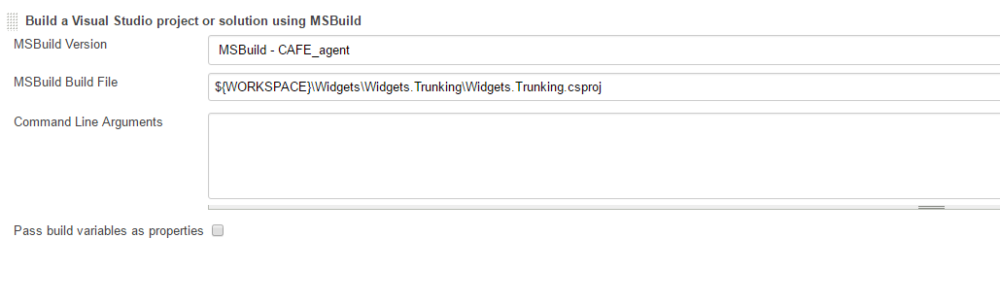 Build a Visual Studio project or solution using MSBuild
MSBuild Version
MSBuild - CAFE_agent
MSBuild Build File
${WORKSPACE}\Widgets\Widgets.Trunking\Widgets.Trunking.csproj
Command Line Arguments
Pass build variables as properties